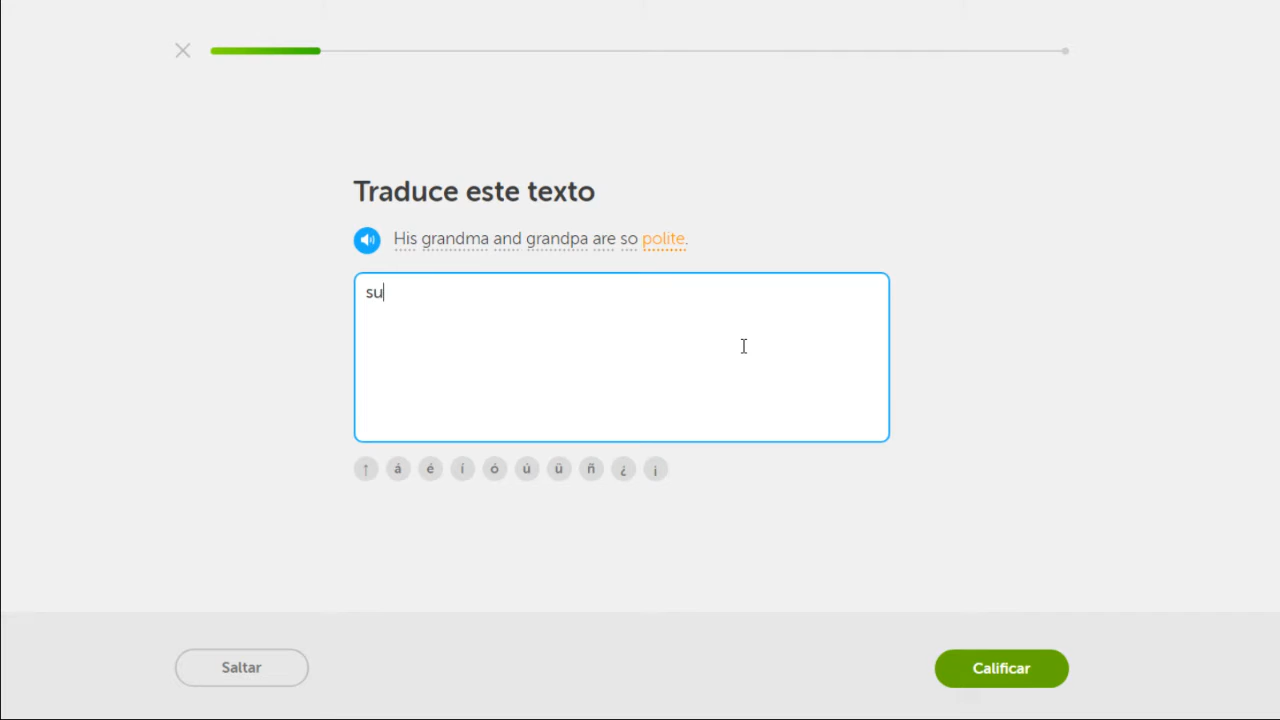 Traduce este texto
His grandma and grandpa are so polite.
su
↑ á é í ó ú ü ñ ¿ ¡
Saltar
Calificar